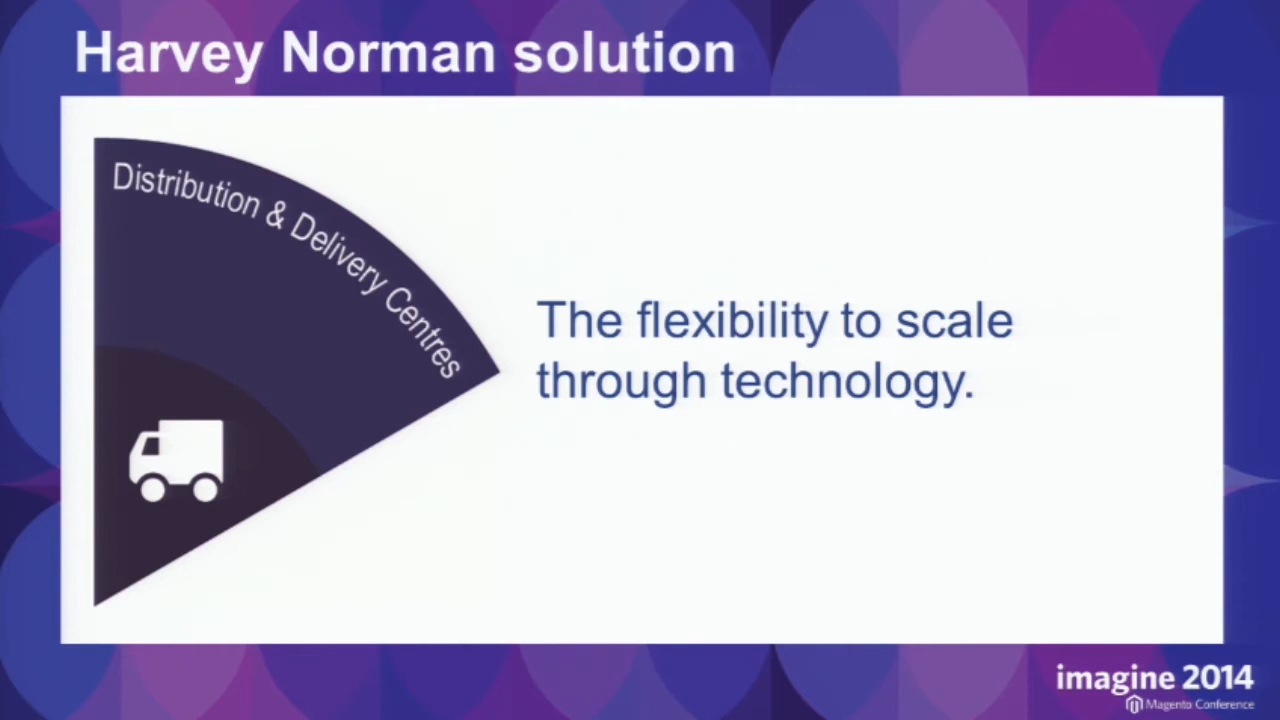 Harvey Norman solution
Distribution & Delivery Centres
The flexibility to scale
through technology.
imagine 2014
Magento Conference